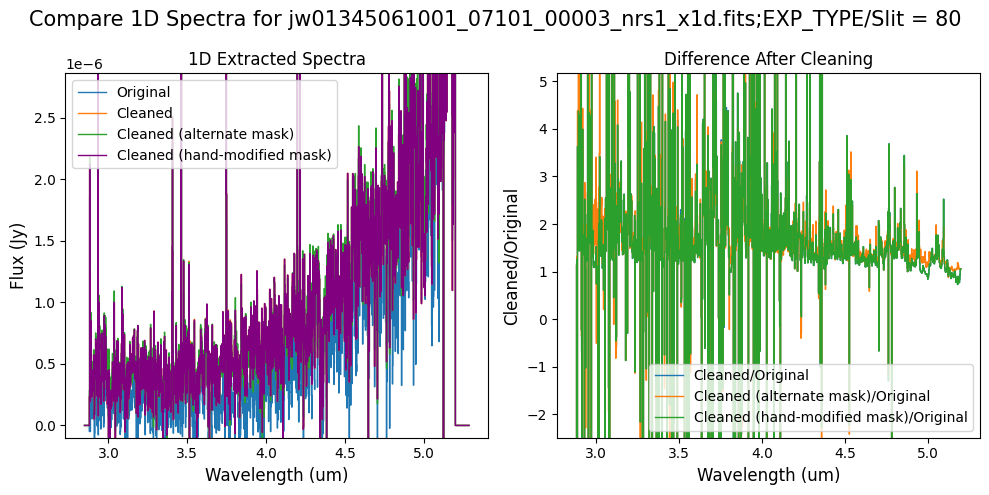 Compare 1D Spectra for jw01345061001_07101_00003_nrs1_x1d.fits;EXP_TYPE/Slit = 80
1D Extracted Spectra
1e−6
Original
Cleaned
Cleaned (alternate mask)
Cleaned (hand-modified mask)
2.5
2.0
1.5
1.0
0.5
0.0
Flux (Jy)
3.0 3.5 4.0 4.5 5.0
Wavelength (um)
Difference After Cleaning
5
4
3
2
1
0
−1
−2
Cleaned/Original
Cleaned/Original
Cleaned (alternate mask)/Original
Cleaned (hand-modified mask)/Original
3.0 3.5 4.0 4.5 5.0
Wavelength (um)